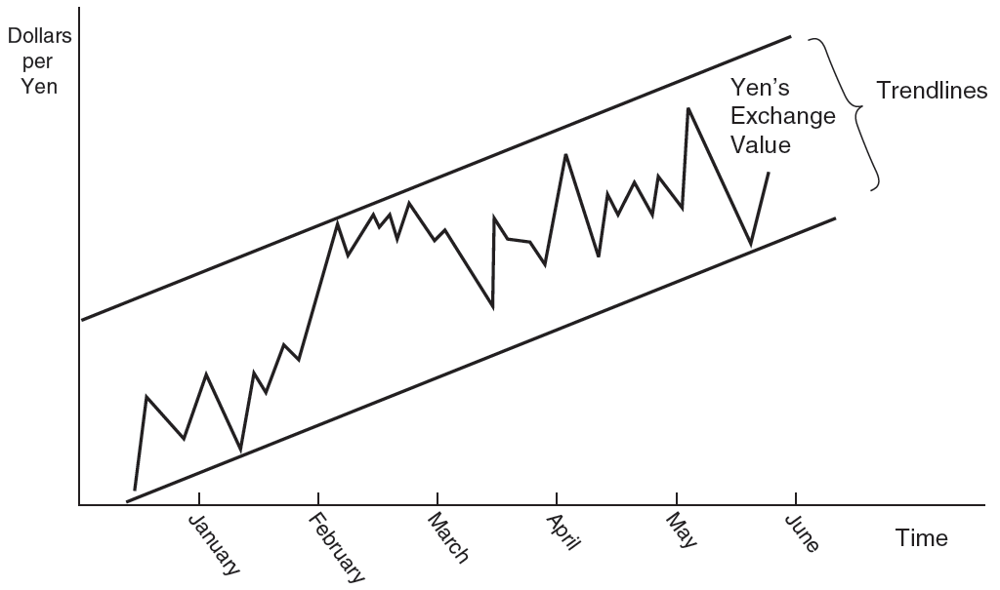 Dollars
per
Yen
Yen’s
Exchange
Value
Trendlines
January
February
March
April
May
June
Time